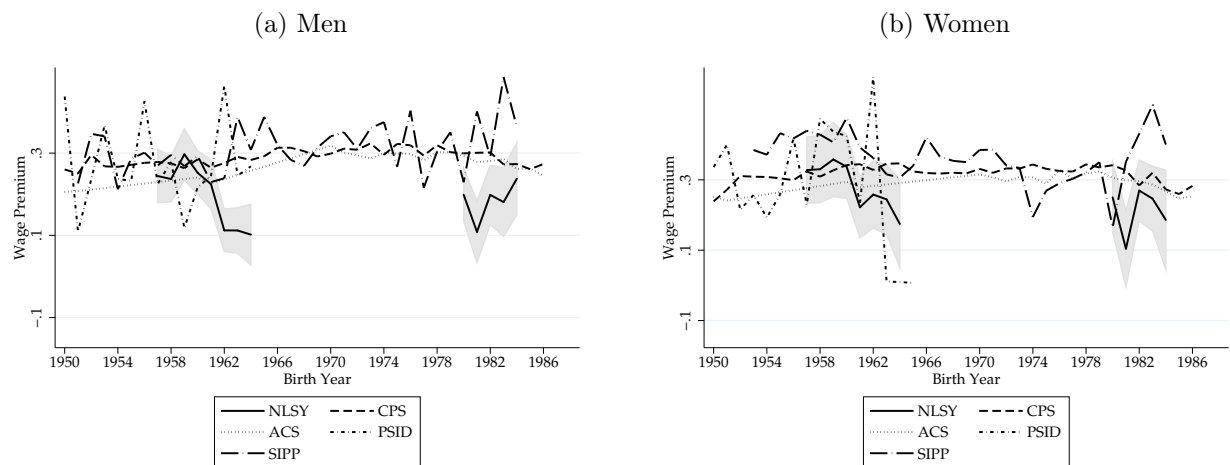 (a) Men
Wage Premium
.3
.1
-.1
1950 1954 1958 1962 1966 1970 1974 1978 1982 1986
Birth Year
NLSY CPS
ACS PSID
SIPP
(b) Women
Wage Premium
.3
.1
-.1
1950 1954 1958 1962 1966 1970 1974 1978 1982 1986
Birth Year
NLSY CPS
ACS PSID
SIPP